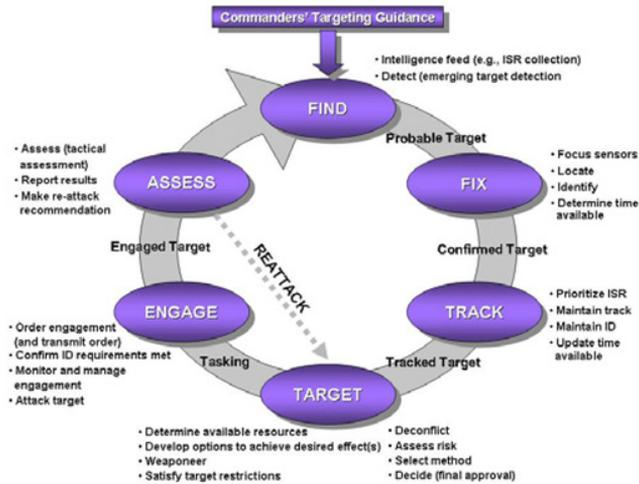 Commanders' Targeting Guidance
• Intelligence feed (e.g., ISR collection)
• Detect (emerging target detection
FIND
Probable Target
• Focus sensors
• Locate
• Identify
• Determine time
available
FIX
Confirmed Target
• Prioritize ISR
• Maintain track
• Maintain ID
• Update time
available
TRACK
Tracked Target
TARGET
• Determine available resources
• Develop options to achieve desired effect(s)
• Weaponeer
• Satisfy target restrictions
• Deconflict
• Assess risk
• Select method
• Decide (final approval)
Tasking
ENGAGE
• Order engagement
(and transmit order)
• Confirm ID requirements met
• Monitor and manage
engagement
• Attack target
Engaged Target
ASSESS
• Assess (tactical
assessment)
• Report results
• Make re-attack
recommendation
REATTACK